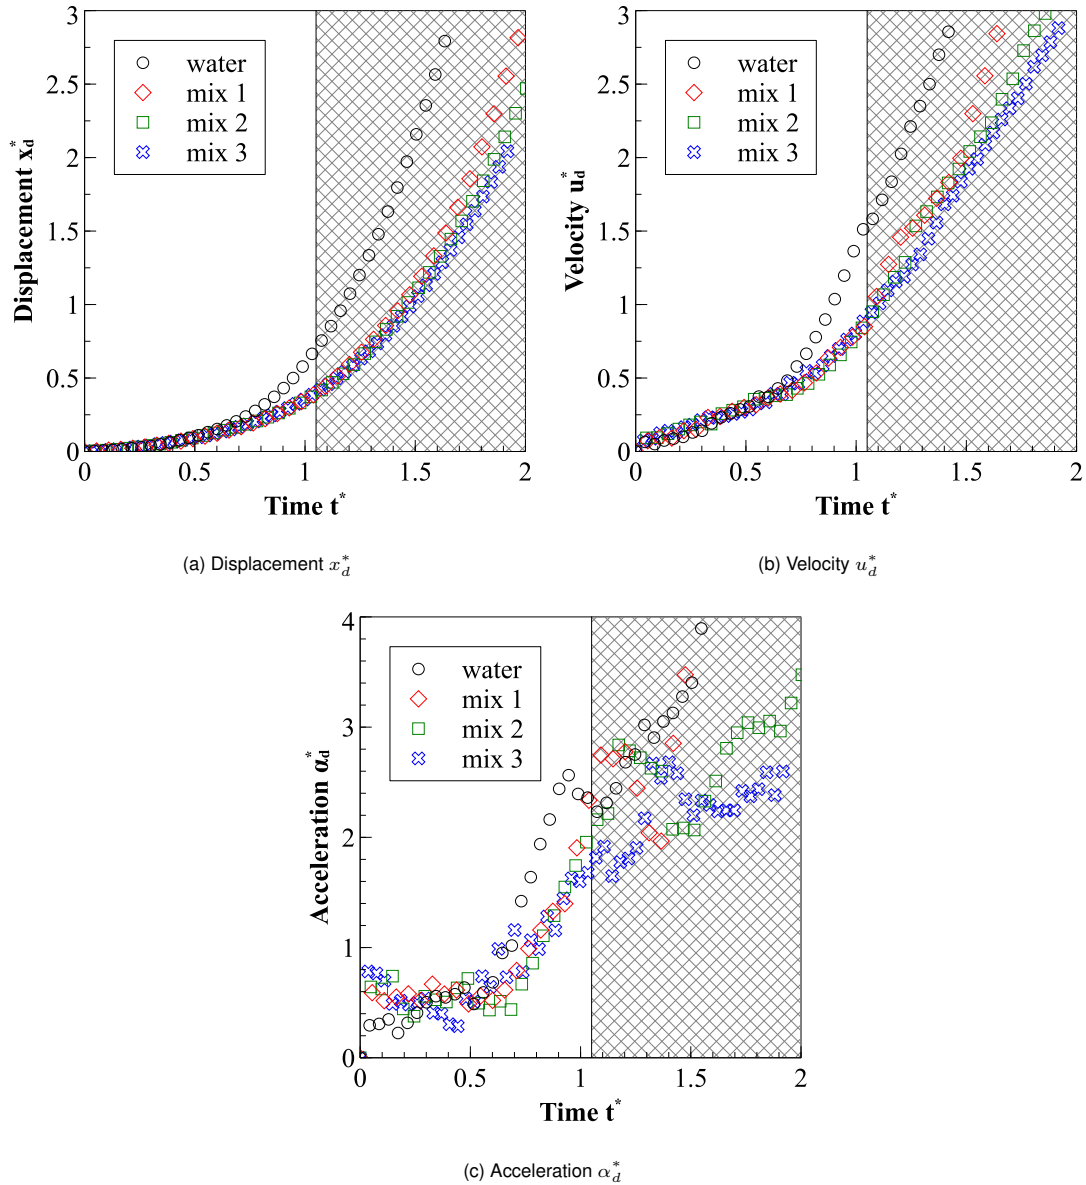 3
2.5
2
1.5
1
0.5
0
Displacement x*d
water
mix 1
mix 2
mix 3
0 0.5 1 1.5 2
Time t*
(a) Displacement x*d
3
2.5
2
1.5
1
0.5
0
Velocity u*d
water
mix 1
mix 2
mix 3
0 0.5 1 1.5 2
Time t*
(b) Velocity u*d
4
3
2
1
0
Acceleration α*d
water
mix 1
mix 2
mix 3
0 0.5 1 1.5 2
Time t*
(c) Acceleration α*d